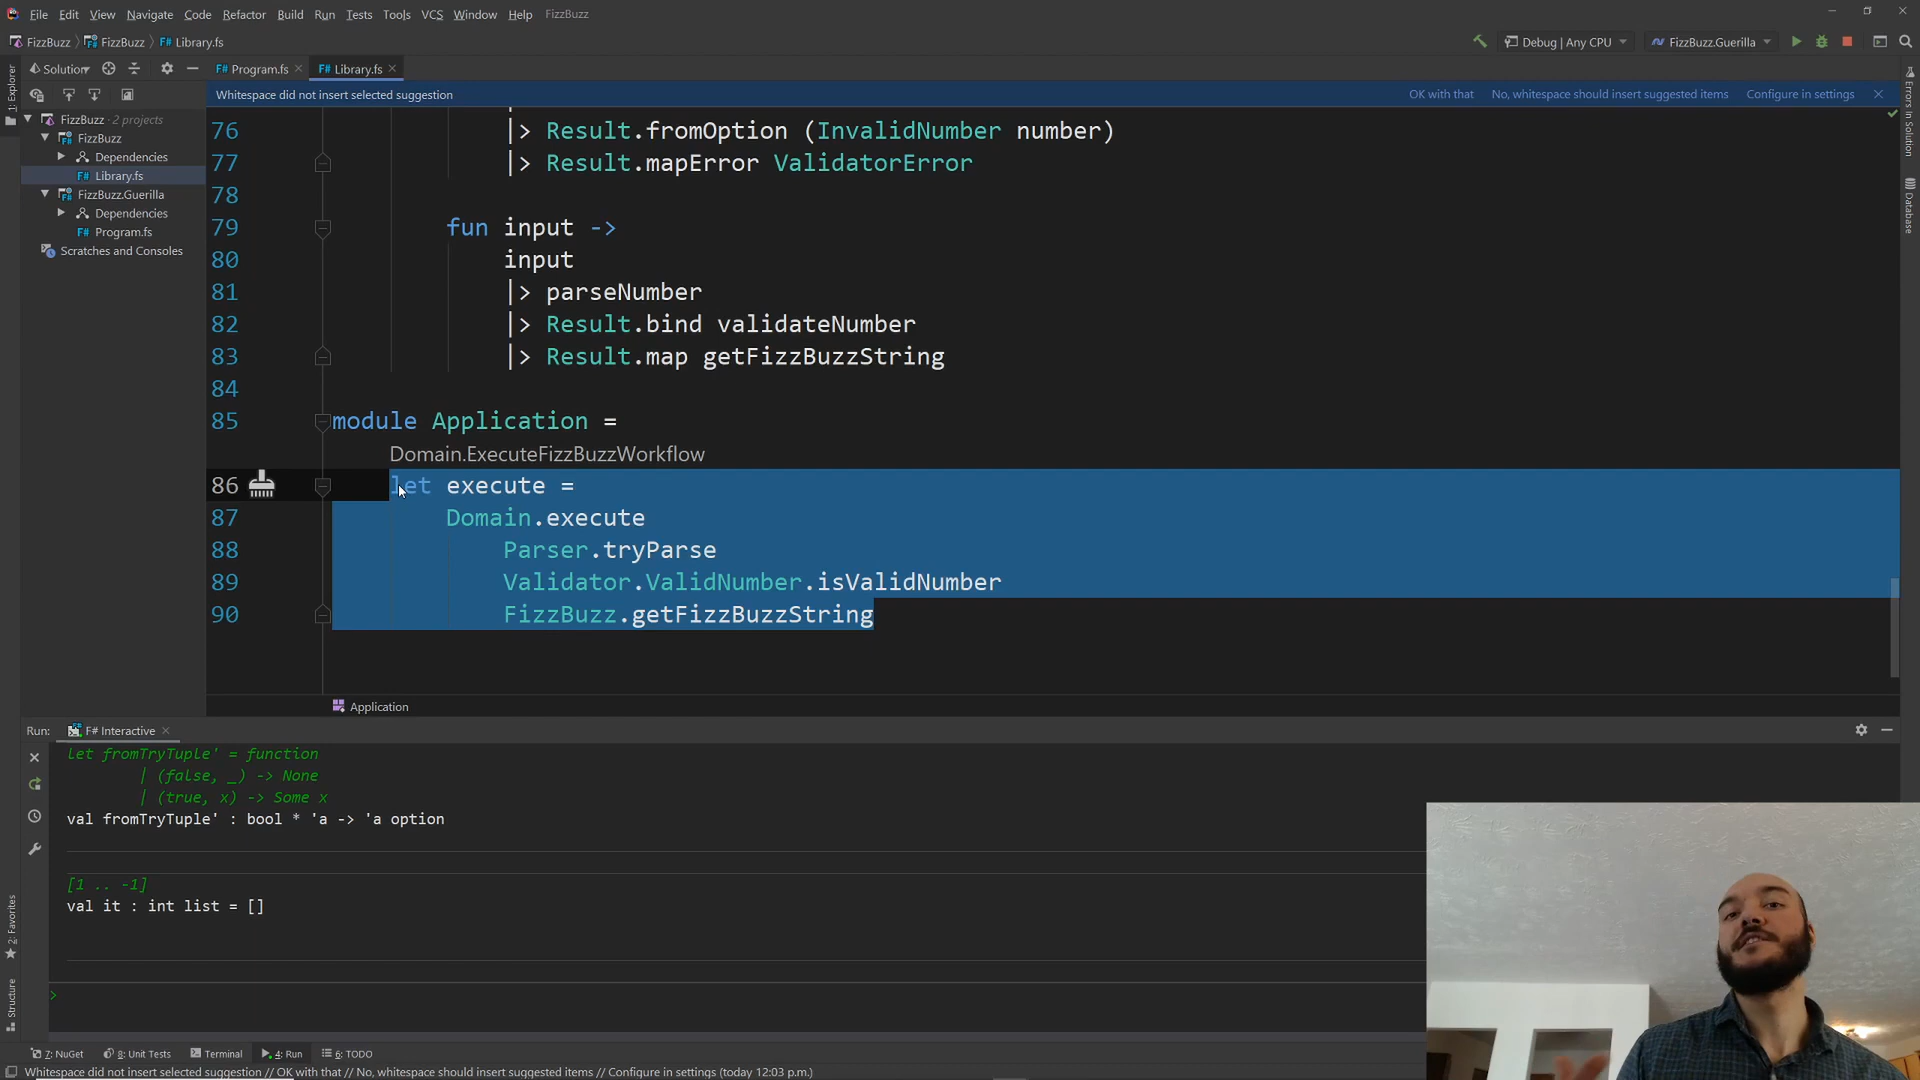 File Edit View Navigate Code Refactor Build Run Tests Tools VCS Window Help FizzBuzz
FizzBuzz FizzBuzz Library.fs
Debug | Any CPU FizzBuzz.Guerilla
1: Explorer
Solution
F# Program.fs F# Library.fs
Whitespace did not insert selected suggestion OK with that No, whitespace should insert suggested items Configure in settings
FizzBuzz · 2 projects
FizzBuzz
Dependencies
F# Library.fs
FizzBuzz.Guerilla
Dependencies
F# Program.fs
Scratches and Consoles
76 |> Result.fromOption (InvalidNumber number)
77 |> Result.mapError ValidatorError
78
79 fun input ->
80 input
81 |> parseNumber
82 |> Result.bind validateNumber
83 |> Result.map getFizzBuzzString
84
85 module Application =
Domain.ExecuteFizzBuzzWorkflow
86 let execute =
87 Domain.execute
88 Parser.tryParse
89 Validator.ValidNumber.isValidNumber
90 FizzBuzz.getFizzBuzzString
Application
Errors In Solution
Database
Run: F# Interactive
let fromTryTuple' = function
| (false, _) -> None
| (true, x) -> Some x
val fromTryTuple' : bool * 'a -> 'a option
[1 .. -1]
val it : int list = []
>
2: Favorites
Structure
7: NuGet 8: Unit Tests Terminal 4: Run 6: TODO
Whitespace did not insert selected suggestion // OK with that // No, whitespace should insert suggested items // Configure in settings (today 12:03 p.m.)